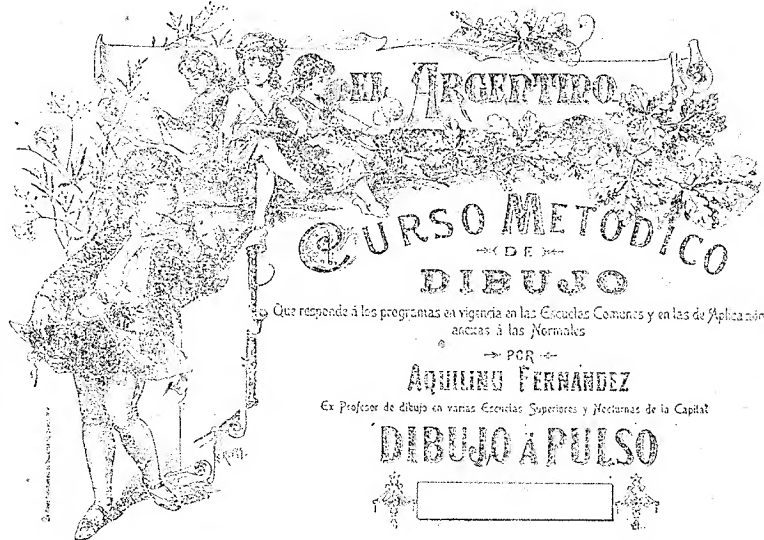 EL ARGENTINO
CURSO METÓDICO
DE
DIBUJO
Que responde á los programas en vigencia en las Escuelas Comunes y en las de Aplicación
anexas á las Normales
POR
AQUILINO FERNÁNDEZ
Ex Profesor de dibujo en varias Escuelas Superiores y Nocturnas de la Capital
DIBUJO Á PULSO